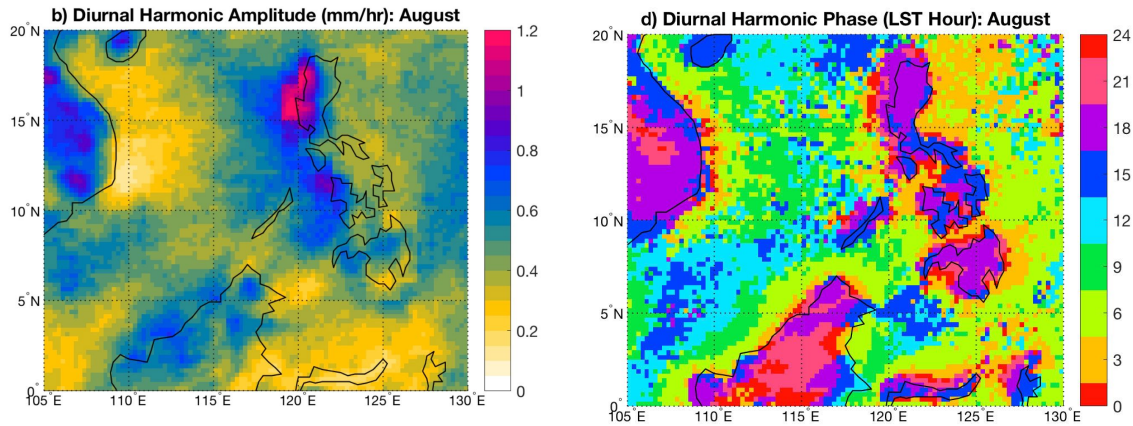 b) Diurnal Harmonic Amplitude (mm/hr): August
20°N
15°N
10°N
5°N
0°
105°E 110°E 115°E 120°E 125°E 130°E
1.2
1
0.8
0.6
0.4
0.2
0
d) Diurnal Harmonic Phase (LST Hour): August
20°N
15°N
10°N
5°N
0°
105°E 110°E 115°E 120°E 125°E 130°E
24
21
18
15
12
9
6
3
0